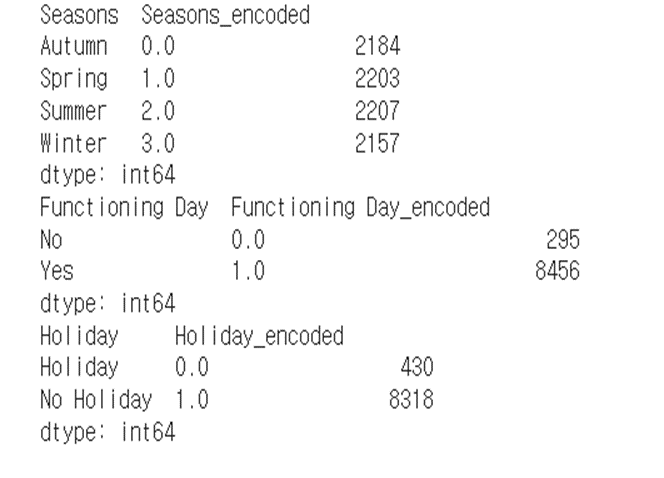 Seasons Seasons_encoded
Autumn 0.0 2184
Spring 1.0 2203
Summer 2.0 2207
Winter 3.0 2157
dtype: int64
Functioning Day Functioning Day_encoded
No 0.0 295
Yes 1.0 8456
dtype: int64
Holiday Holiday_encoded
Holiday 0.0 430
No Holiday 1.0 8318
dtype: int64